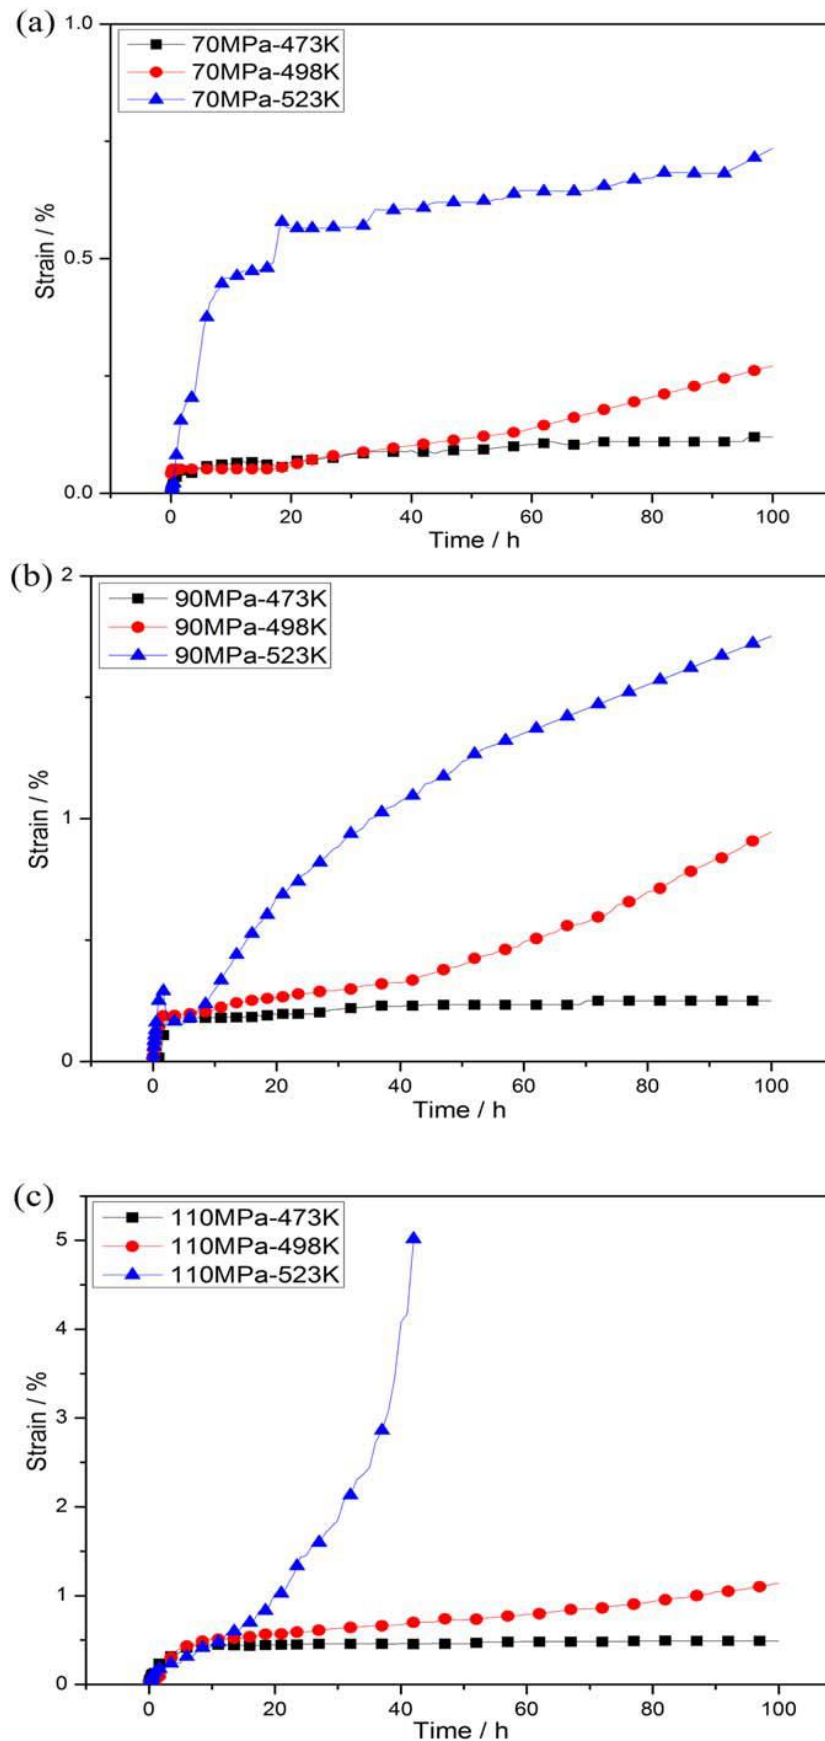 (a)
1.0
70MPa-473K
70MPa-498K
70MPa-523K
Strain / %
0.5
0.0
0 20 40 60 80 100
Time / h
(b)
2
90MPa-473K
90MPa-498K
90MPa-523K
Strain / %
1
0
0 20 40 60 80 100
Time / h
(c)
110MPa-473K
110MPa-498K
110MPa-523K
5
4
Strain / %
3
2
1
0
0 20 40 60 80 100
Time / h